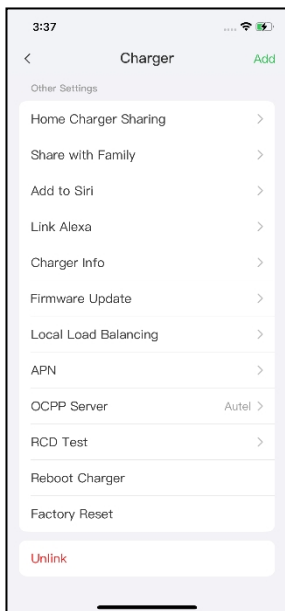 3:37
Charger
Add
Other Settings
Home Charger Sharing
Share with Family
Add to Siri
Link Alexa
Charger Info
Firmware Update
Local Load Balancing
APN
OCPP Server Autel
RCD Test
Reboot Charger
Factory Reset
Unlink